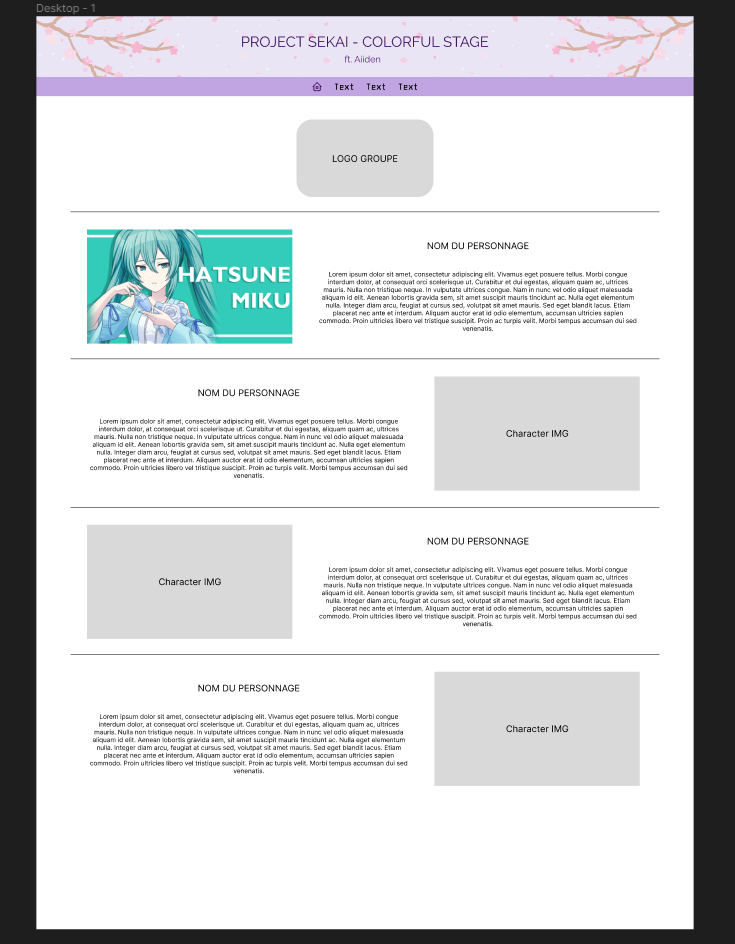 Desktop - 1
PROJECT SEKAI - COLORFUL STAGE
ft. Aiiden
Text Text Text
LOGO GROUPE
HATSUNE
MIKU
NOM DU PERSONNAGE
Lorem ipsum dolor sit amet, consectetur adipiscing elit. Vivamus eget posuere tellus. Morbi congue
interdum dolor, at consequat orci scelerisque ut. Curabitur et dui egestas, aliquam quam ac, ultrices
mauris. Nulla non tristique neque. In vulputate ultrices congue. Nam in nunc vel odio aliquet malesuada
aliquam id elit. Aenean lobortis gravida sem, sit amet suscipit mauris tincidunt ac. Nulla eget elementum
nulla. Integer diam arcu, feugiat at cursus sed, volutpat sit amet mauris. Sed eget blandit lacus. Etiam
placerat nec ante et interdum. Aliquam auctor erat id odio elementum, ac ultricies sapien
commodo. Proin ultricies libero vel tristique suscipit. Proin ac turpis velit. Morbi tempus accumsan dui sed
venenatis.
NOM DU PERSONNAGE
Lorem ipsum dolor sit amet, consectetur adipiscing elit. Vivamus eget posuere tellus. Morbi congue
interdum dolor, at consequat orci scelerisque ut. Curabitur et dui egestas, aliquam quam ac, ultrices
mauris. Nulla non tristique neque. In vulputate ultrices congue. Nam in nunc vel odio aliquet malesuada
aliquam id elit. Aenean lobortis gravida sem, sit amet suscipit mauris tincidunt ac. Nulla eget elementum
nulla. Integer diam arcu, feugiat at cursus sed, volutpat sit amet mauris. Sed eget blandit lacus. Etiam
placerat nec ante et interdum. Aliquam auctor erat id odio elementum, ac ultricies sapien
commodo. Proin ultricies libero vel tristique suscipit. Proin ac turpis velit. Morbi tempus accumsan dui sed
venenatis.
Character IMG
Character IMG
NOM DU PERSONNAGE
Lorem ipsum dolor sit amet, consectetur adipiscing elit. Vivamus eget posuere tellus. Morbi congue
interdum dolor, at consequat orci scelerisque ut. Curabitur et dui egestas, aliquam quam ac, ultrices
mauris. Nulla non tristique neque. In vulputate ultrices congue. Nam in nunc vel odio aliquet malesuada
aliquam id elit. Aenean lobortis gravida sem, sit amet suscipit mauris tincidunt ac. Nulla eget elementum
nulla. Integer diam arcu, feugiat at cursus sed, volutpat sit amet mauris. Sed eget blandit lacus. Etiam
placerat nec ante et interdum. Aliquam auctor erat id odio elementum, ac ultricies sapien
commodo. Proin ultricies libero vel tristique suscipit. Proin ac turpis velit. Morbi tempus accumsan dui sed
venenatis.
NOM DU PERSONNAGE
Lorem ipsum dolor sit amet, consectetur adipiscing elit. Vivamus eget posuere tellus. Morbi congue
interdum dolor, at consequat orci scelerisque ut. Curabitur et dui egestas, aliquam quam ac, ultrices
mauris. Nulla non tristique neque. In vulputate ultrices congue. Nam in nunc vel odio aliquet malesuada
aliquam id elit. Aenean lobortis gravida sem, sit amet suscipit mauris tincidunt ac. Nulla eget elementum
nulla. Integer diam arcu, feugiat at cursus sed, volutpat sit amet mauris. Sed eget blandit lacus. Etiam
placerat nec ante et interdum. Aliquam auctor erat id odio elementum, ac ultricies sapien
commodo. Proin ultricies libero vel tristique suscipit. Proin ac turpis velit. Morbi tempus accumsan dui sed
venenatis.
Character IMG